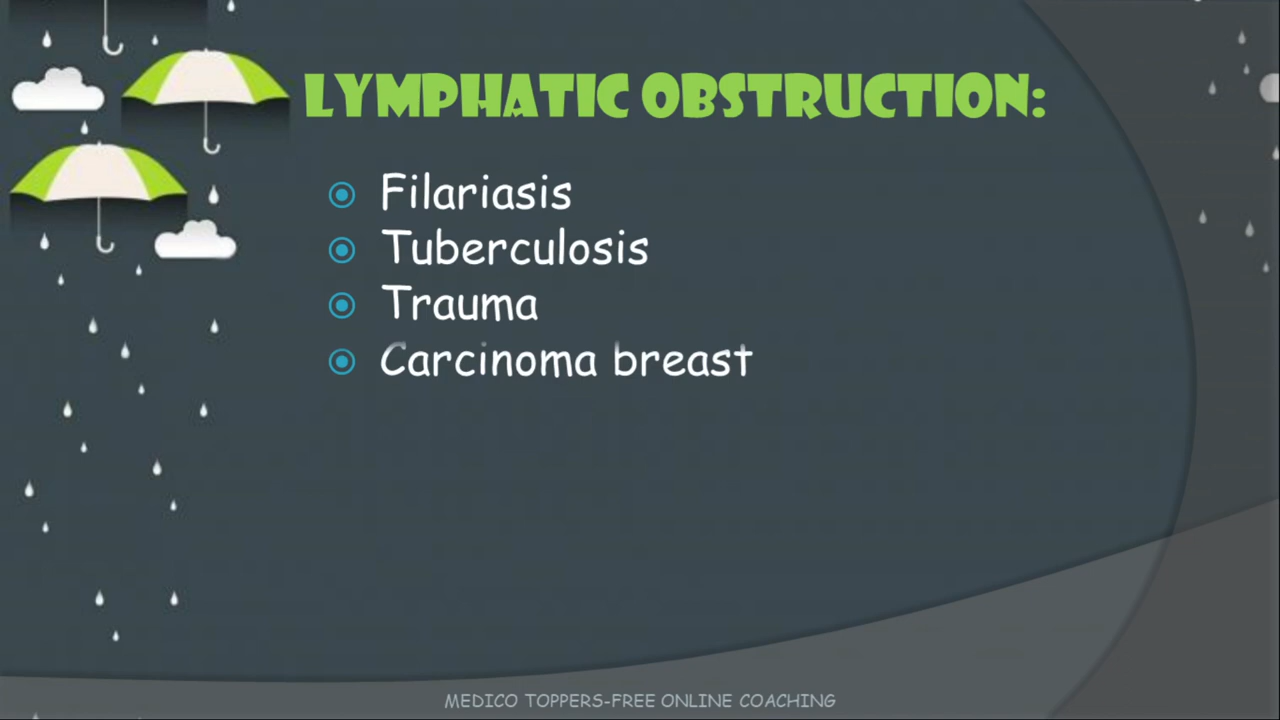 LYMPHATIC OBSTRUCTION:
Filariasis
Tuberculosis
Trauma
Carcinoma breast
MEDICO TOPPERS-FREE ONLINE COACHING